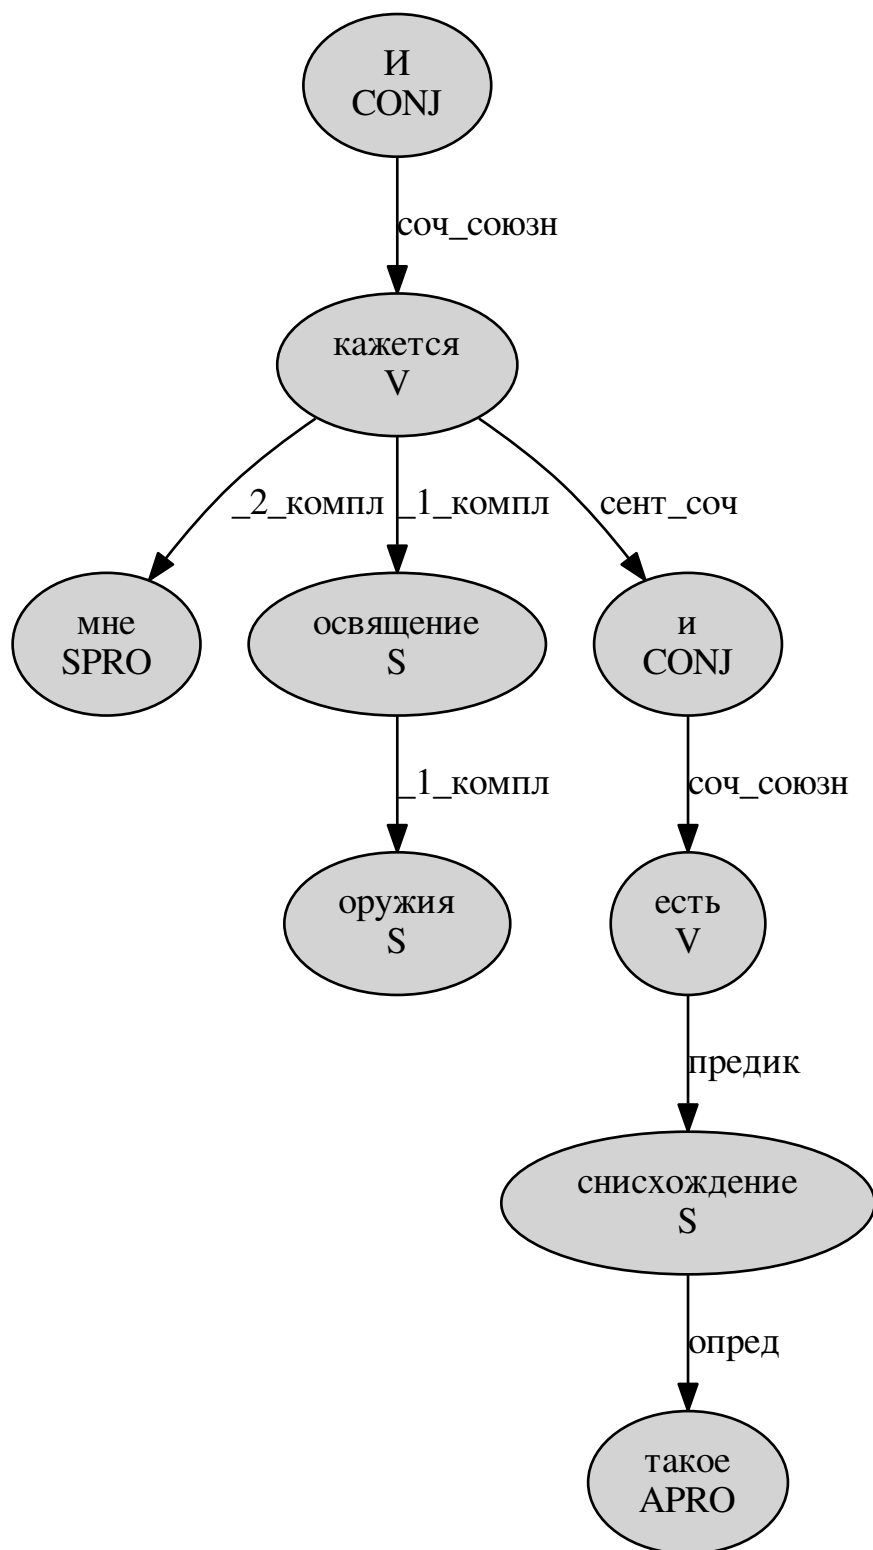 И
CONJ
соч_союзн
кажется
V
_2_компл
_1_компл
сент_соч
мне
SPRO
освящение
S
и
CONJ
_1_компл
соч_союзн
оружия
S
есть
V
предик
снисхождение
S
опред
такое
APRO